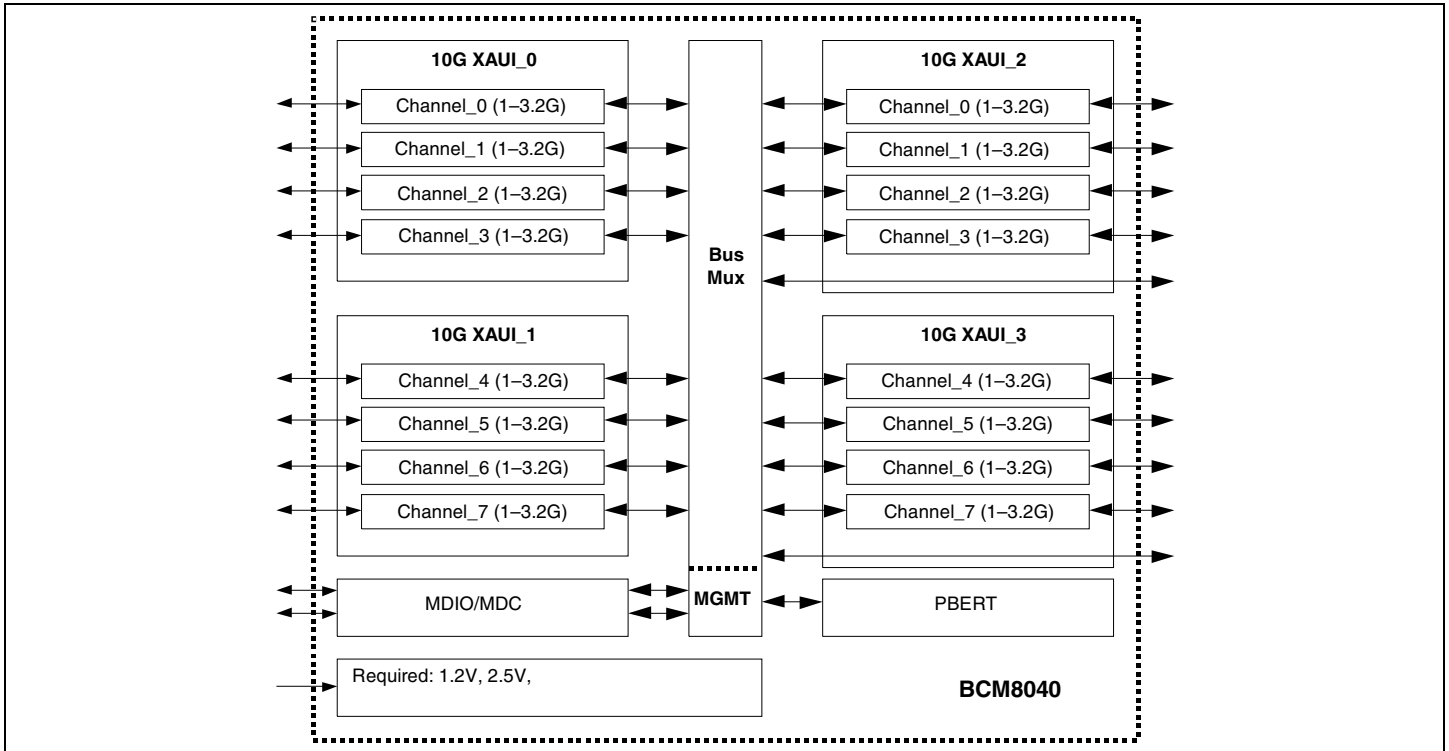 10G XAUI_0
Channel_0 (1–3.2G)
Channel_1 (1–3.2G)
Channel_2 (1–3.2G)
Channel_3 (1–3.2G)
10G XAUI_1
Channel_4 (1–3.2G)
Channel_5 (1–3.2G)
Channel_6 (1–3.2G)
Channel_7 (1–3.2G)
MDIO/MDC
Required: 1.2V, 2.5V,
Bus
Mux
MGMT
10G XAUI_2
Channel_0 (1–3.2G)
Channel_1 (1–3.2G)
Channel_2 (1–3.2G)
Channel_3 (1–3.2G)
10G XAUI_3
Channel_4 (1–3.2G)
Channel_5 (1–3.2G)
Channel_6 (1–3.2G)
Channel_7 (1–3.2G)
PBERT
BCM8040